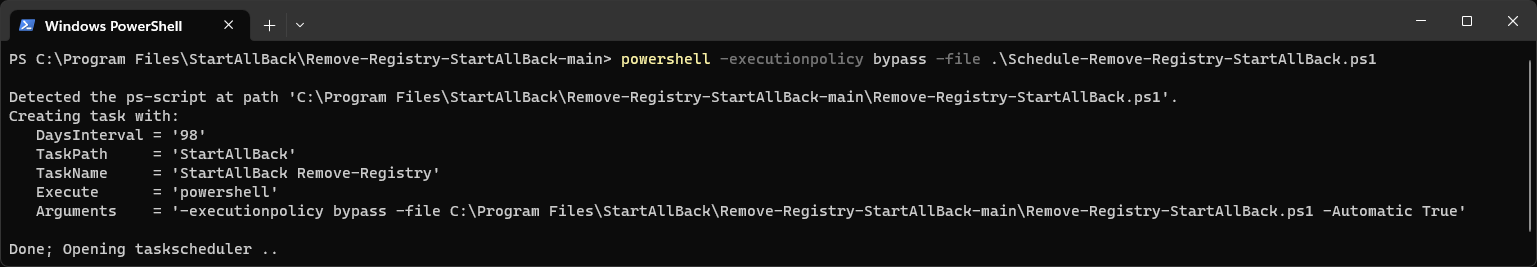 Windows PowerShell
PS C:\Program Files\StartAllBack\Remove-Registry-StartAllBack-main> powershell -executionpolicy bypass -file .\Schedule-Remove-Registry-StartAllBack.ps1
Detected the ps-script at path 'C:\Program Files\StartAllBack\Remove-Registry-StartAllBack-main\Remove-Registry-StartAllBack.ps1'.
Creating task with:
DaysInterval = '98'
TaskPath     = 'StartAllBack'
TaskName     = 'StartAllBack Remove-Registry'
Execute      = 'powershell'
Arguments    = '-executionpolicy bypass -file C:\Program Files\StartAllBack\Remove-Registry-StartAllBack-main\Remove-Registry-StartAllBack.ps1 -Automatic True'
Done; Opening taskscheduler ..